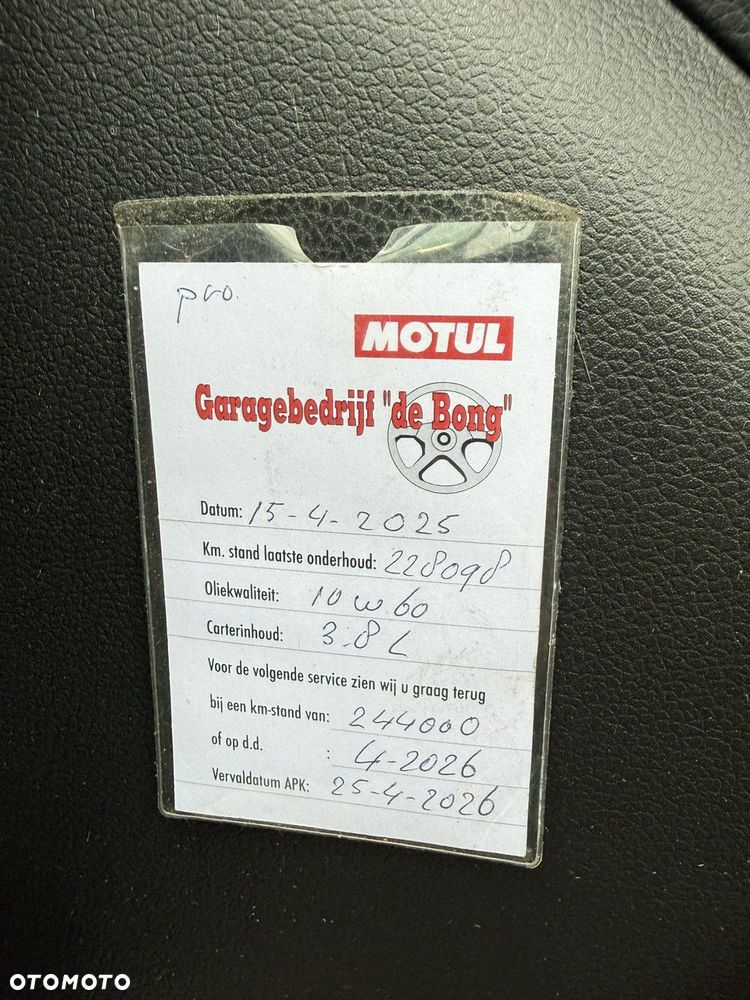 pro.
MOTUL
Garagebedrijf "de Bong"
Datum: 15-4-2025
Km. stand laatste onderhoud: 228098
Oliekwaliteit: 10w60
Carterinhoud: 3.8L
Voor de volgende service zien wij u graag terug
bij een km-stand van: 244000
of op d.d. : 4-2026
Vervaldatum APK: 25-4-2026
OTOMOTO